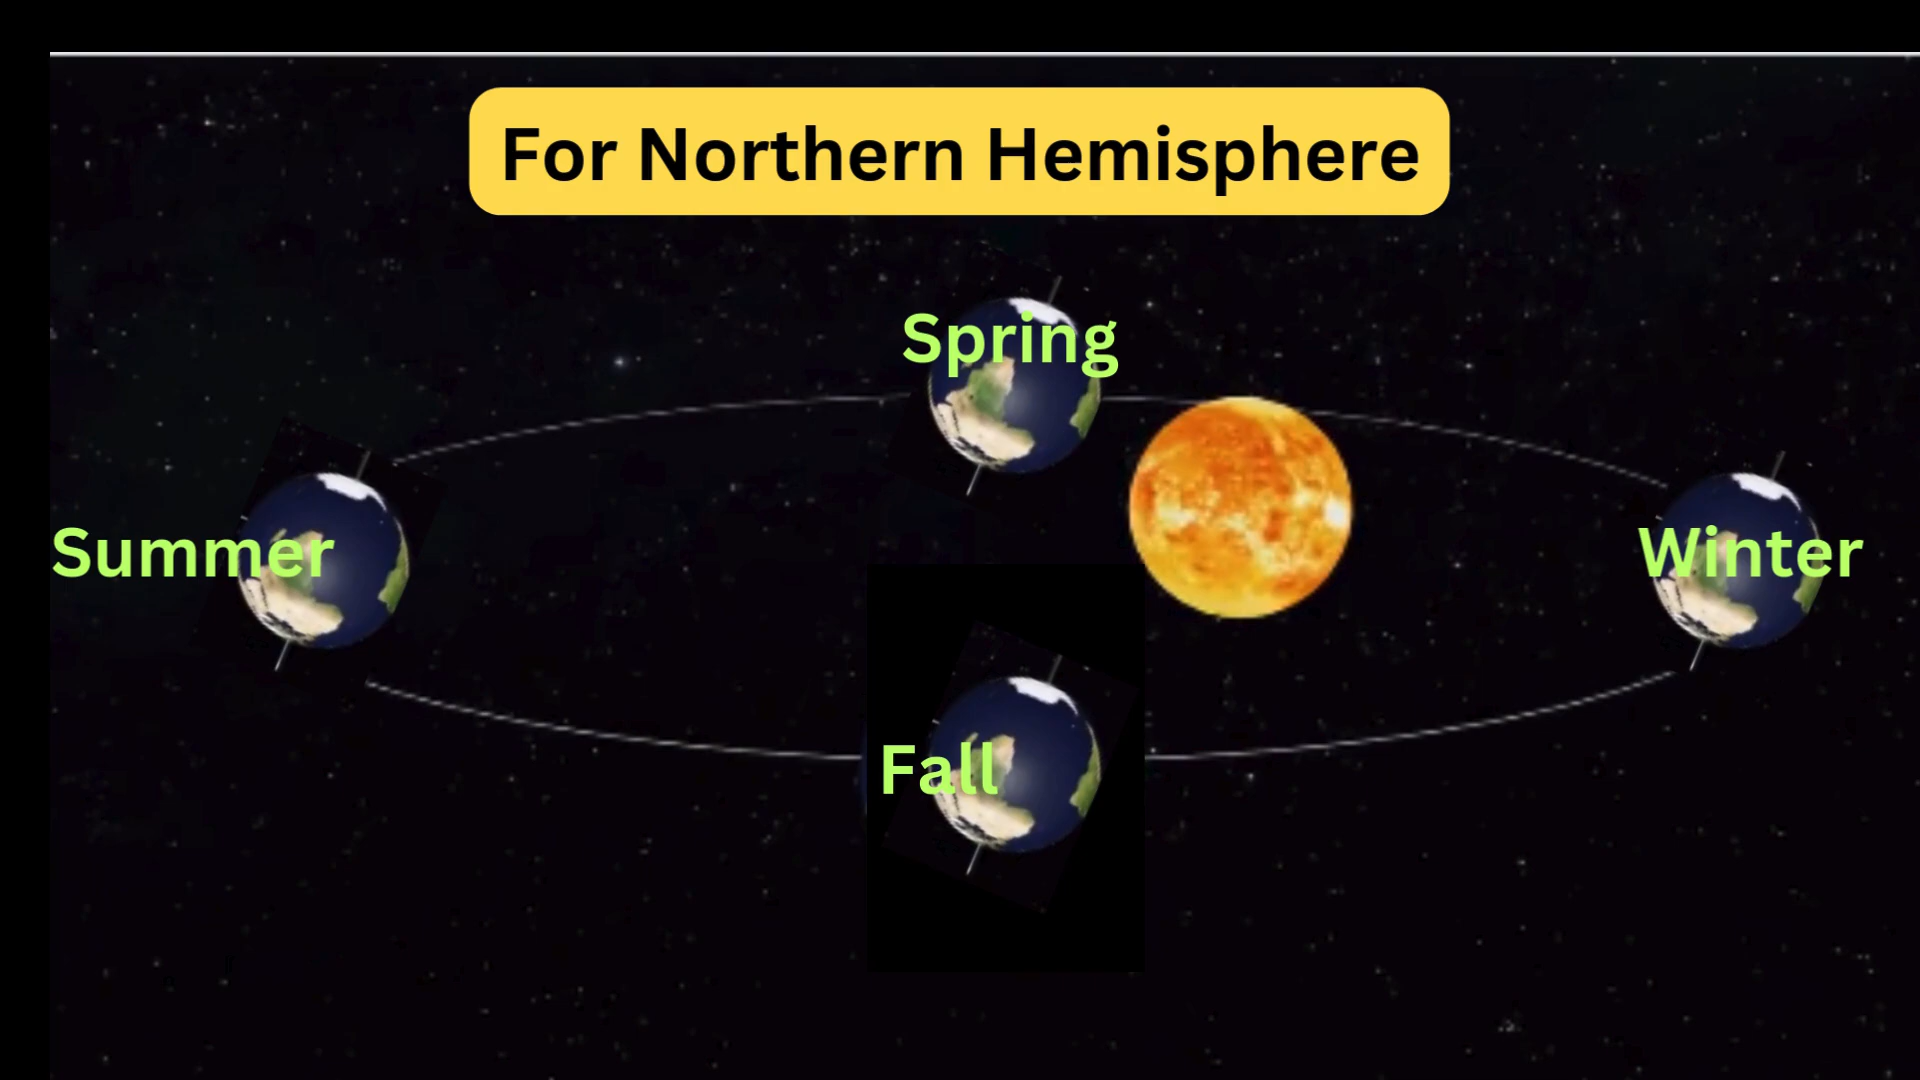 For Northern Hemisphere
Spring
Summer
Winter
Fall